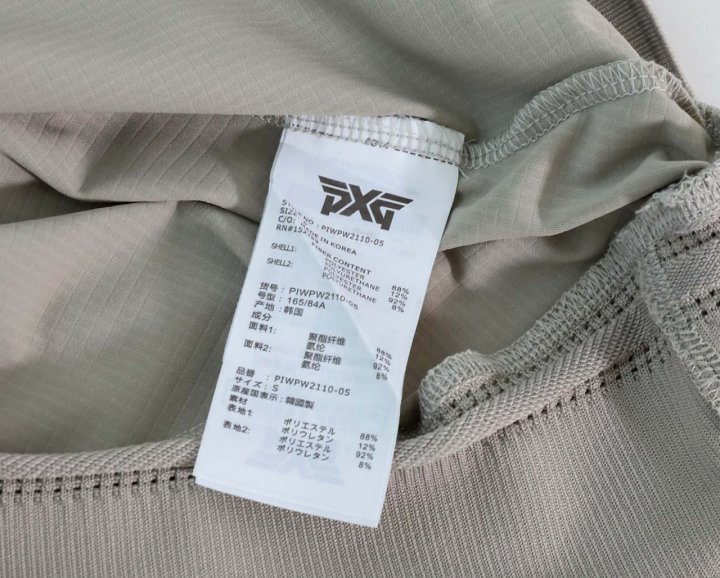 PXG
STYLE NO : PIWPW2110-05
SIZE
C/O: MADE IN KOREA
RN#15
FIBER CONTENT
SHELL1: POLYESTER 88%
POLYURETHANE 12%
SHELL2: POLYESTER 92%
POLYURETHANE 8%
货号: PIWPW2110-05
号型: 165/84A
产地: 韩国
成分
面料1: 聚酯纤维 88%
氨纶 12%
面料2: 聚酯纤维 92%
氨纶 8%
品番 : PIWPW2110-05
サイズ: S
原産国表示: 韓國製
素材
表地1: ポリエステル 88%
ポリウレタン 12%
表地2: ポリエステル 92%
ポリウレタン 8%